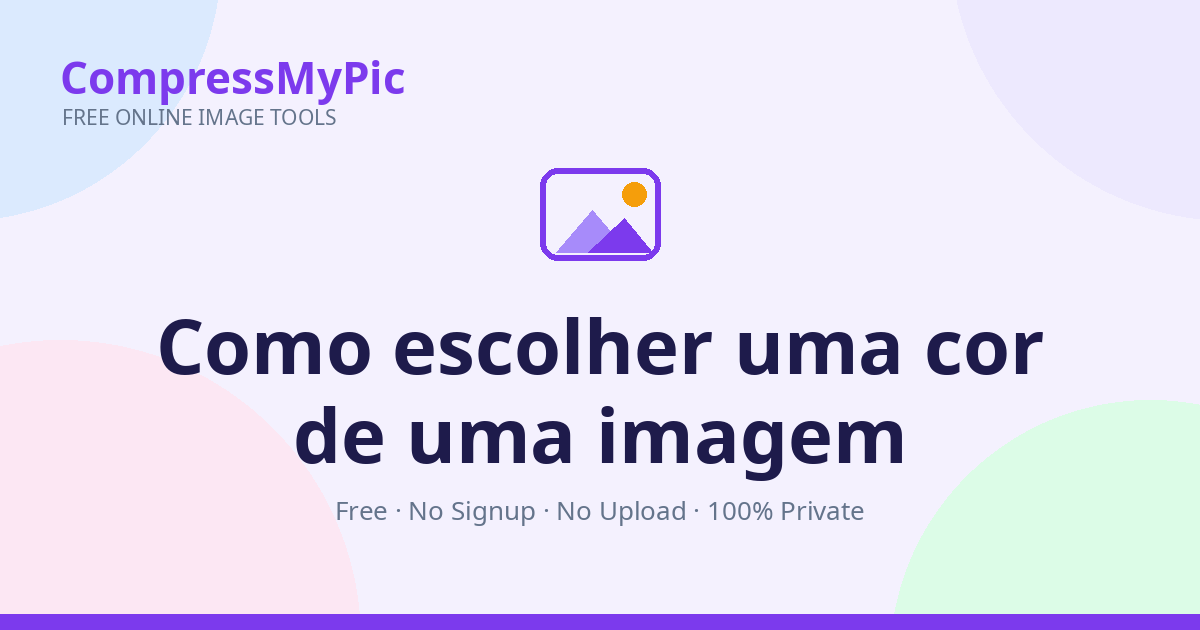 CompressMyPic
FREE ONLINE IMAGE TOOLS
Como escolher uma cor
de uma imagem
Free · No Signup · No Upload · 100% Private